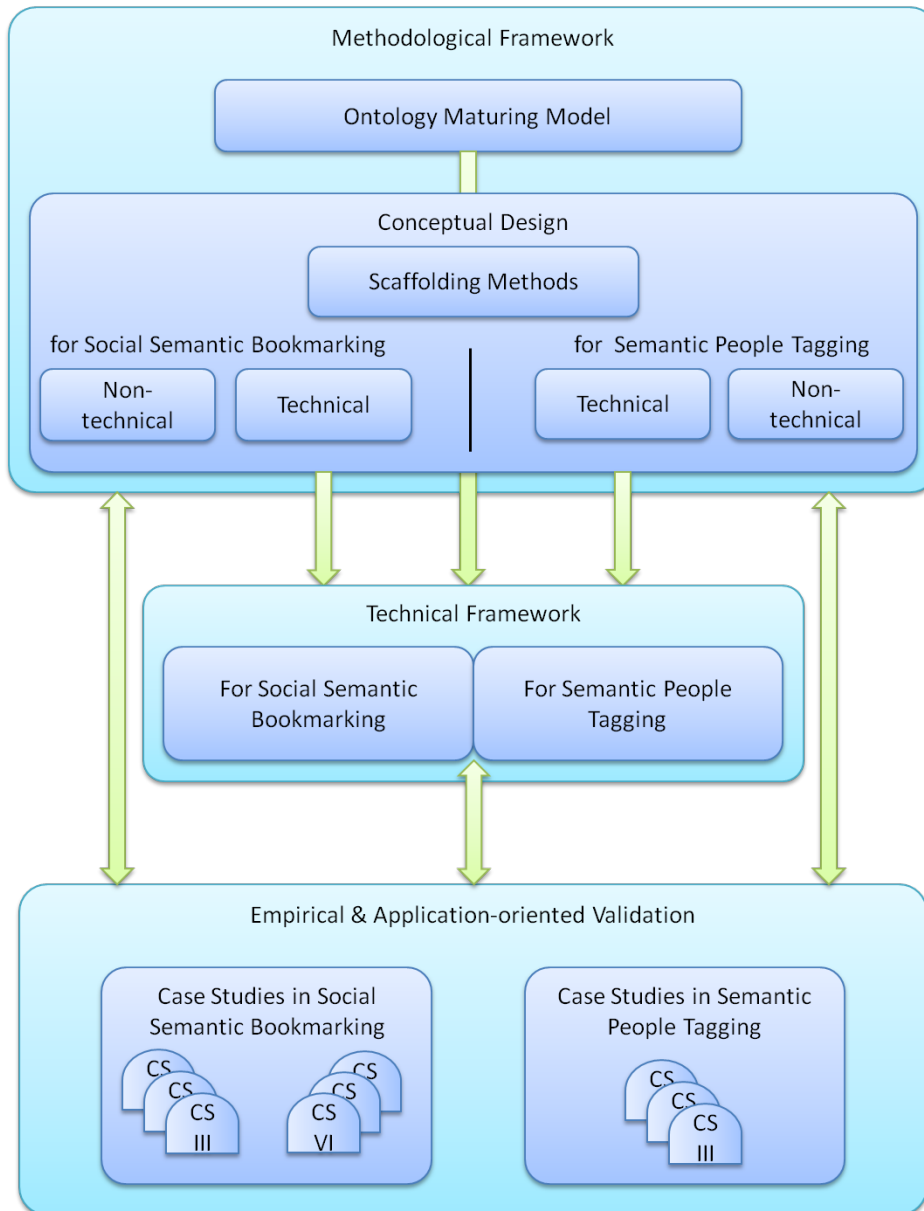 Methodological Framework
Ontology Maturing Model
Conceptual Design
Scaffolding Methods
for Social Semantic Bookmarking
for Semantic People Tagging
Non-
technical
Technical
Technical
Non-
technical
Technical Framework
For Social Semantic
Bookmarking
For Semantic People
Tagging
Empirical & Application-oriented Validation
Case Studies in Social
Semantic Bookmarking
CS
CS
CS
III
CS
CS
CS
VI
Case Studies in Semantic
People Tagging
CS
CS
CS
III